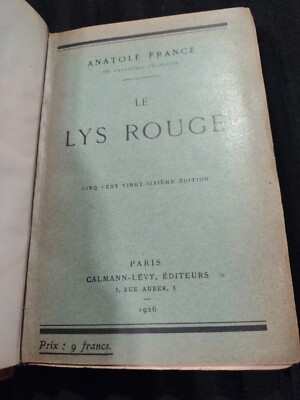 ANATOLE FRANCE
DE L'ACADÉMIE FRANÇAISE
LE
LYS ROUGE
CINQ CENT VINGT-SIXIÈME ÉDITION
PARIS
CALMANN-LÉVY, ÉDITEURS
3, RUE AUBER, 3
1926
Prix : 9 francs.